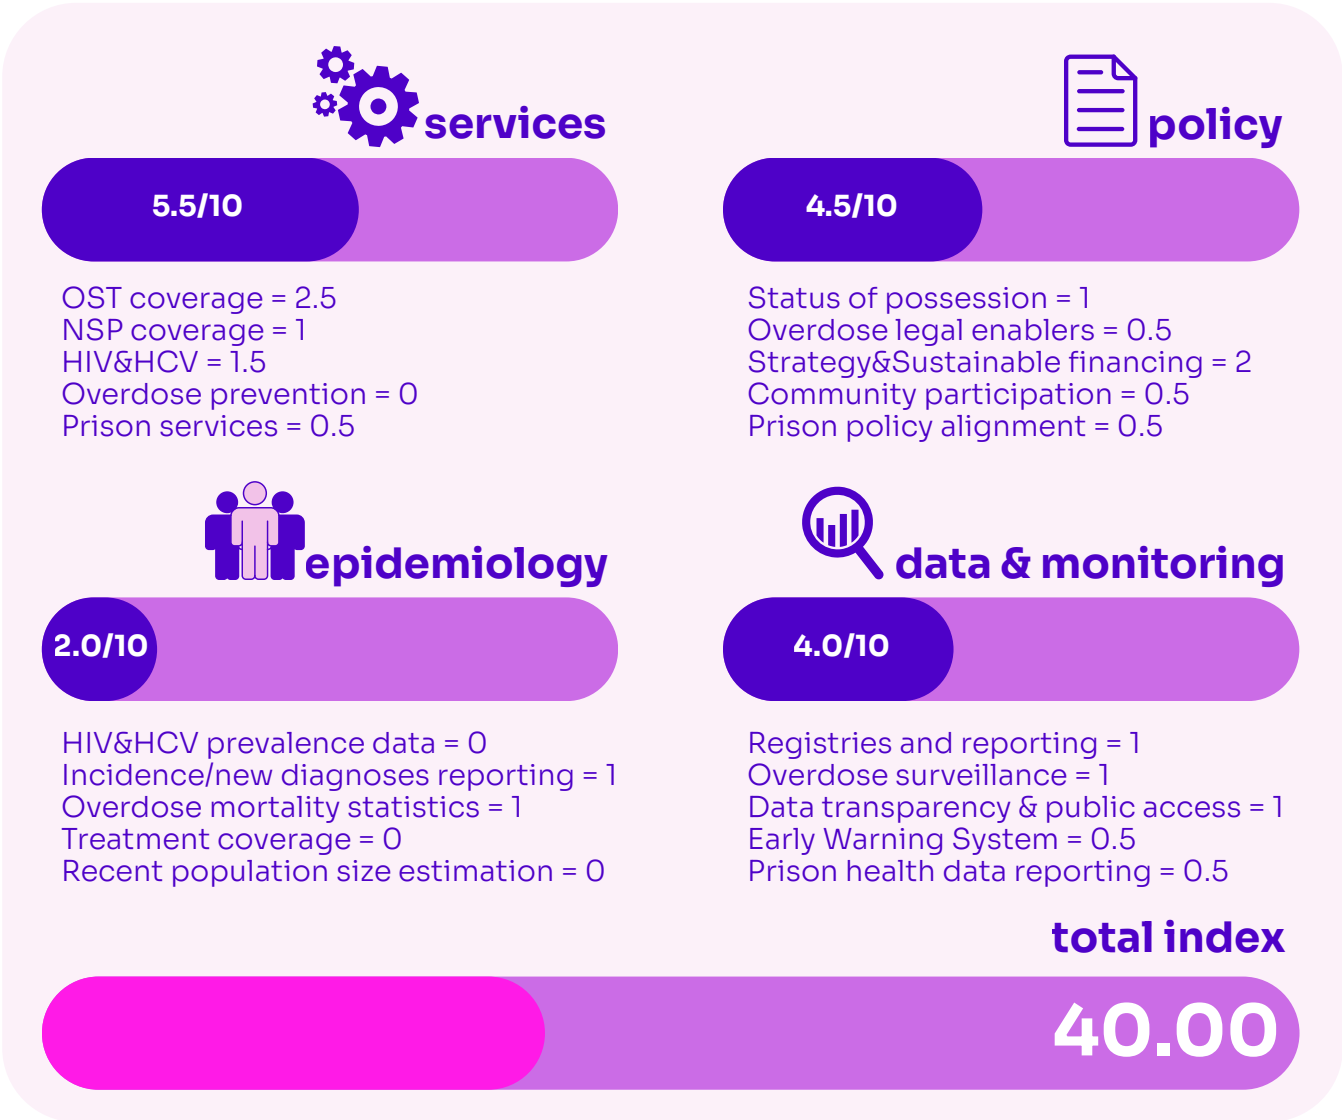 services
5.5/10
OST coverage = 2.5
NSP coverage = 1
HIV&HCV = 1.5
Overdose prevention = 0
Prison services = 0.5
policy
4.5/10
Status of possession = 1
Overdose legal enablers = 0.5
Strategy&Sustainable financing = 2
Community participation = 0.5
Prison policy alignment = 0.5
epidemiology
2.0/10
HIV&HCV prevalence data = 0
Incidence/new diagnoses reporting = 1
Overdose mortality statistics = 1
Treatment coverage = 0
Recent population size estimation = 0
data & monitoring
4.0/10
Registries and reporting = 1
Overdose surveillance = 1
Data transparency & public access = 1
Early Warning System = 0.5
Prison health data reporting = 0.5
total index
40.00